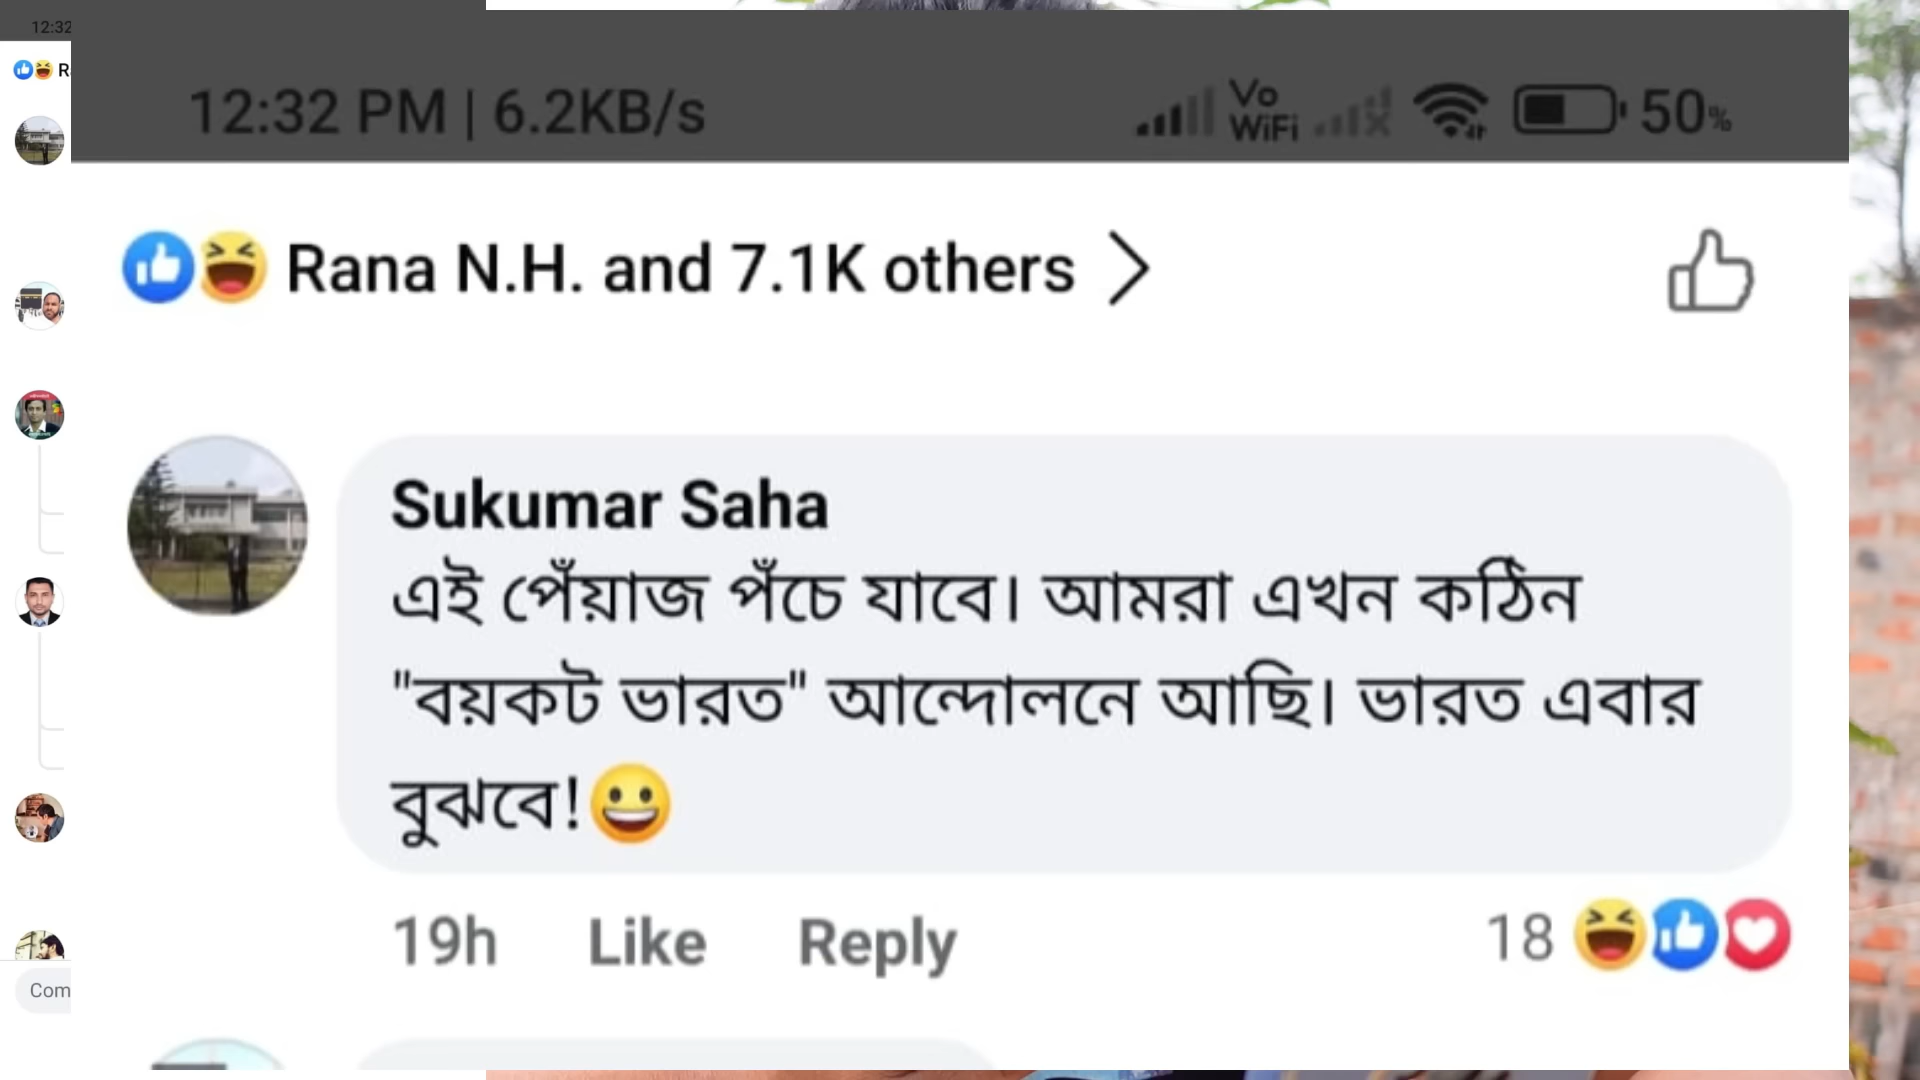 12:32
12:32 PM | 6.2KB/s Vo WiFi 50%
R
Rana N.H. and 7.1K others
Sukumar Saha
এই পেঁয়াজ পঁচে যাবে। আমরা এখন কঠিন
"বয়কট ভারত" আন্দোলনে আছি। ভারত এবার
বুঝবে!😀
19h Like Reply 18
Com